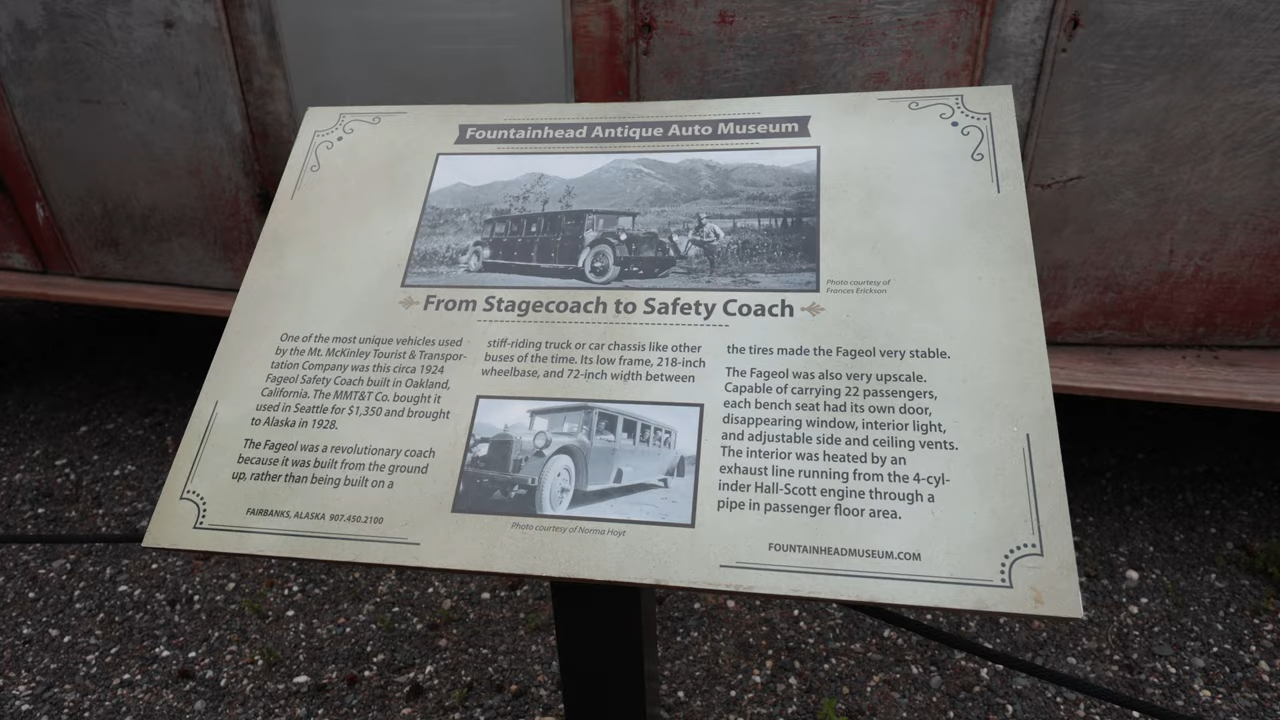 Fountainhead Antique Auto Museum
Photo courtesy of
Frances Erickson
From Stagecoach to Safety Coach
One of the most unique vehicles used
by the Mt. McKinley Tourist & Transpor-
tation Company was this circa 1924
Fageol Safety Coach built in Oakland,
California. The MMT&T Co. bought it
used in Seattle for $1,350 and brought
to Alaska in 1928.
The Fageol was a revolutionary coach
because it was built from the ground
up, rather than being built on a
stiff-riding truck or car chassis like other
buses of the time. Its low frame, 218-inch
wheelbase, and 72-inch width between
Photo courtesy of Norma Hoyt
the tires made the Fageol very stable.
The Fageol was also very upscale.
Capable of carrying 22 passengers,
each bench seat had its own door,
disappearing window, interior light,
and adjustable side and ceiling vents.
The interior was heated by an
exhaust line running from the 4-cyl-
inder Hall-Scott engine through a
pipe in passenger floor area.
FAIRBANKS, ALASKA 907.450.2100
FOUNTAINHEADMUSEUM.COM